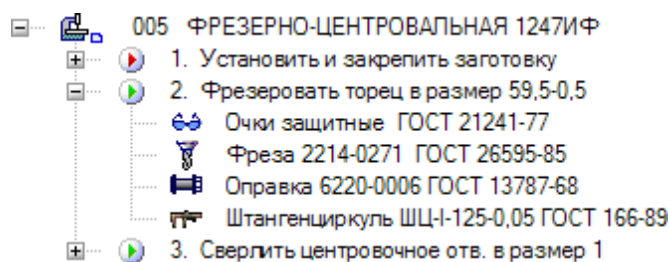 005 ФРЕЗЕРНО-ЦЕНТРОВАЛЬНАЯ 1247ИФ
1. Установить и закрепить заготовку
2. Фрезеровать торец в размер 59,5-0,5
Очки защитные ГОСТ 21241-77
Фреза 2214-0271 ГОСТ 26595-85
Оправка 6220-0006 ГОСТ 13787-68
Штангенциркуль ШЦ-I-125-0,05 ГОСТ 166-89
3. Сверлить центровочное отв. в размер 1